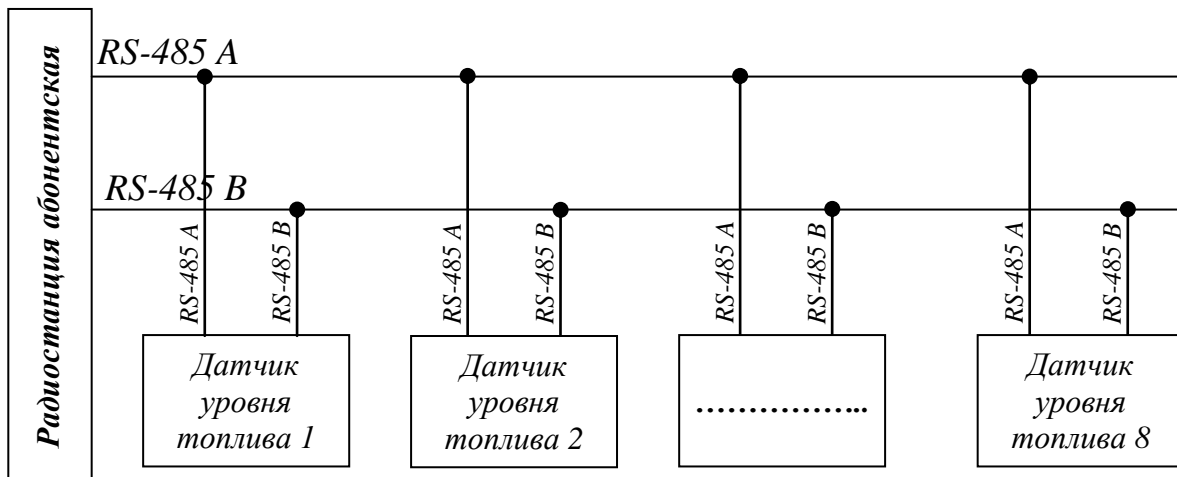 Радиостанция абонентская
RS-485 A
RS-485 B
RS-485 A
RS-485 B
RS-485 A
RS-485 B
RS-485 A
RS-485 B
RS-485 A
RS-485 B
Датчик
уровня
топлива 1
Датчик
уровня
топлива 2
………………..
Датчик
уровня
топлива 8